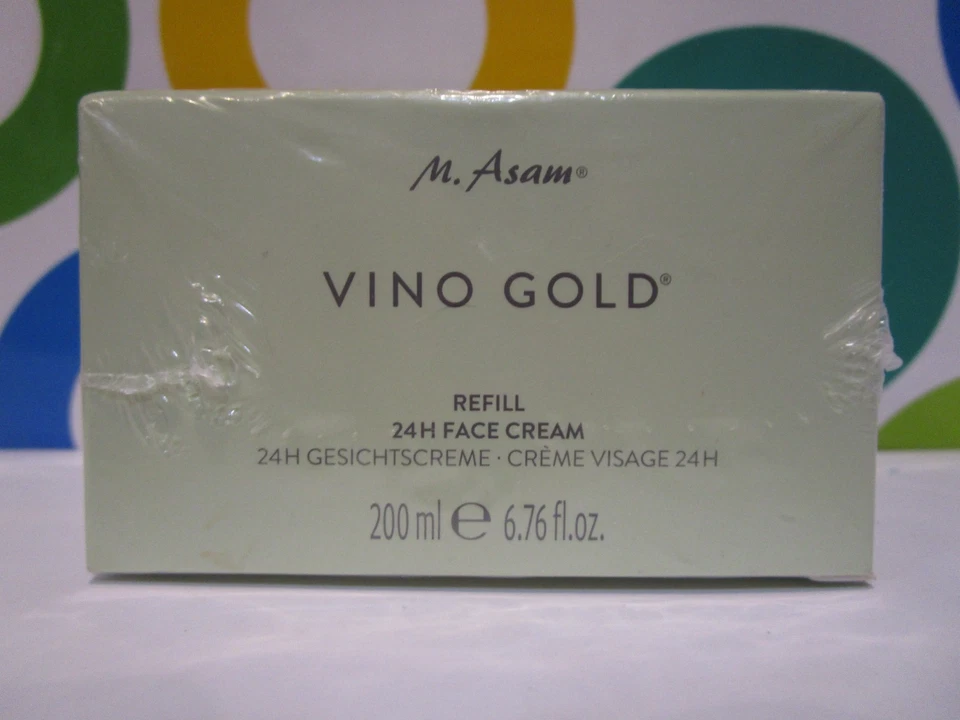 M. Asam®
VINO GOLD®
REFILL
24H FACE CREAM
24H GESICHTSCREME · CRÈME VISAGE 24H
200 ml ℮ 6.76 fl.oz.